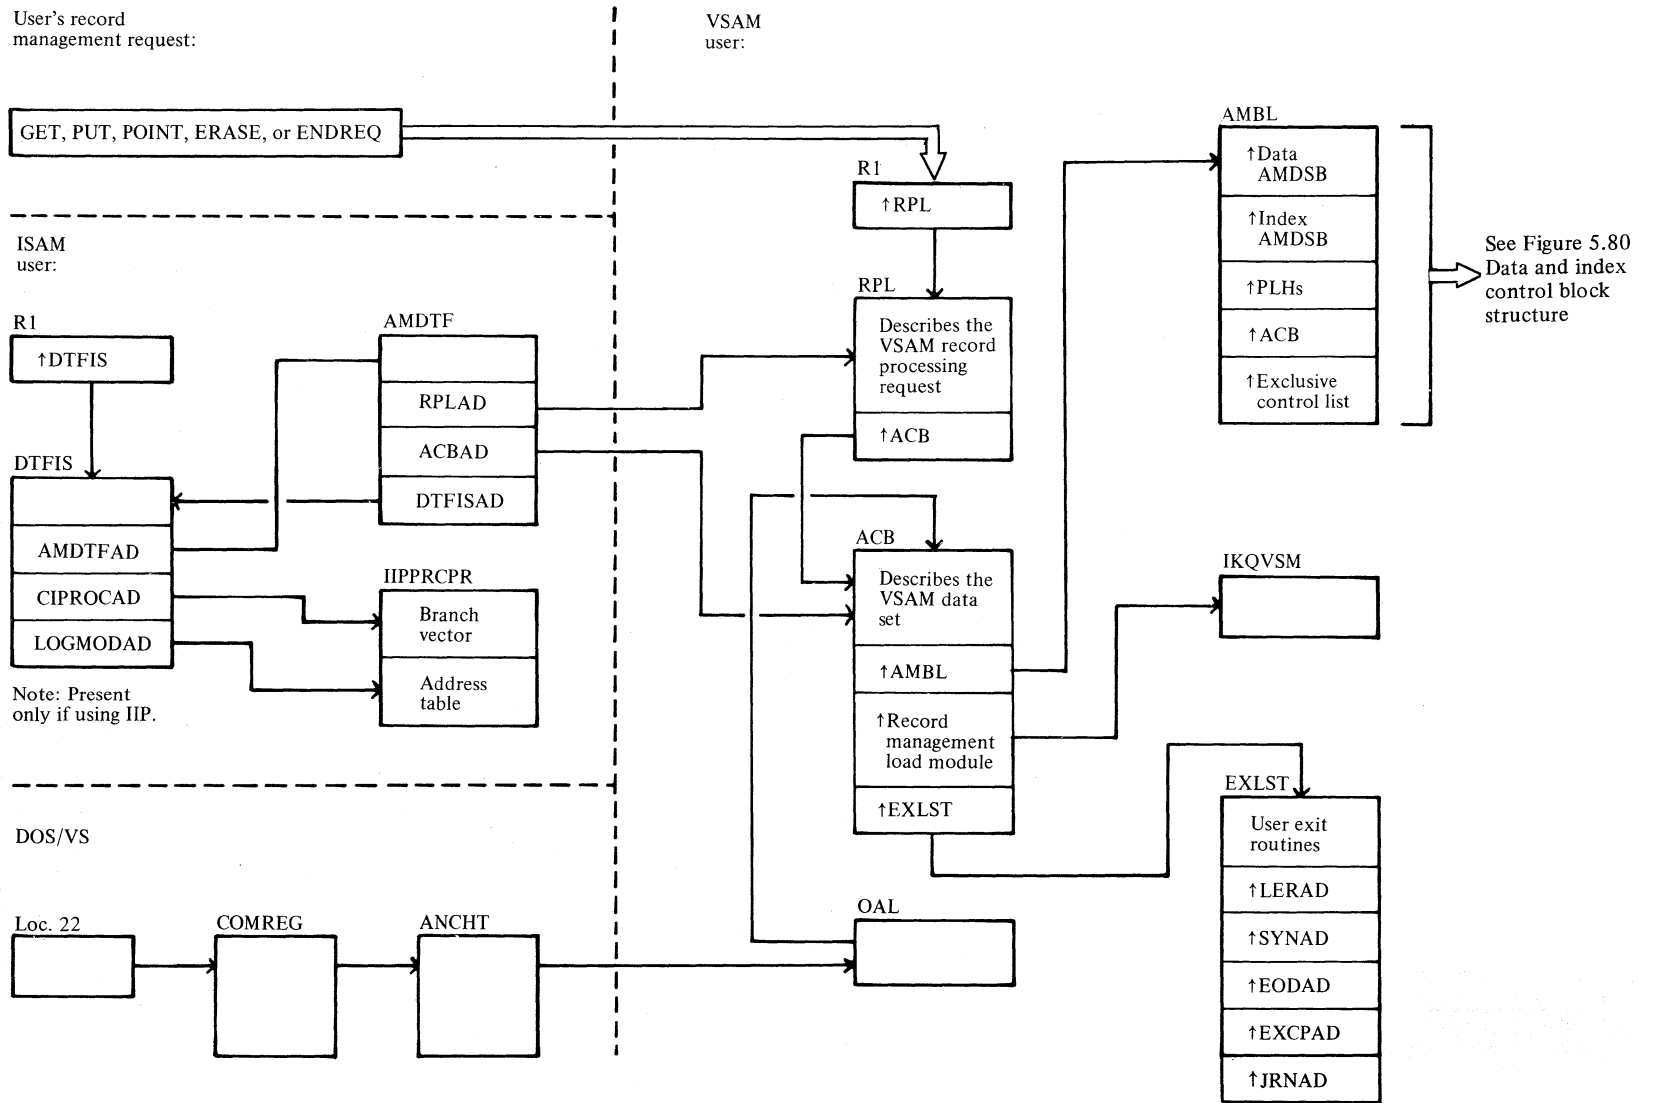 User's record
management request:
GET, PUT, POINT, ERASE, or ENDREQ
VSAM
user:
R1
↑RPL
RPL
Describes the
VSAM record
processing
request
↑ACB
ACB
Describes the
VSAM data
set
↑AMBL
↑Record
management
load module
↑EXLST
OAL
AMBL
↑Data
AMDSB
↑Index
AMDSB
↑PLHs
↑ACB
↑Exclusive
control list
See Figure 5.80
Data and index
control block
structure
IKQVSM
EXLST
User exit
routines
↑LERAD
↑SYNAD
↑EODAD
↑EXCPAD
↑JRNAD
ISAM
user:
R1
↑DTFIS
DTFIS
AMDTFAD
CIPROCAD
LOGMODAD
Note: Present
only if using IIP.
AMDTF
RPLAD
ACBAD
DTFISAD
IIPPRCPR
Branch
vector
Address
table
DOS/VS
Loc. 22
COMREG
ANCHT